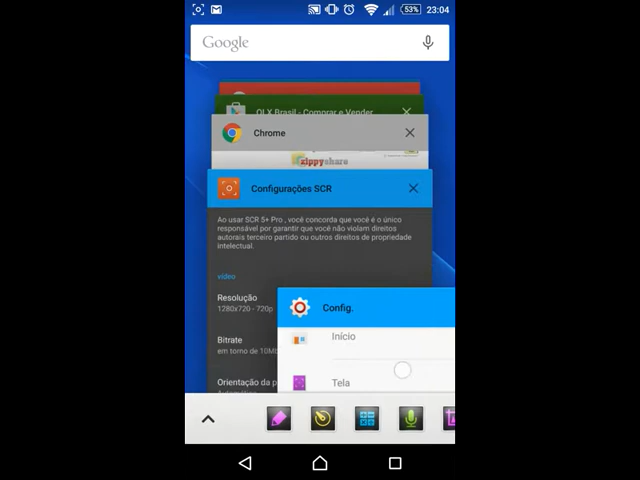 53%
23:04
Google
OLX Brasil - Comprar e Vender
Chrome
zippyshare
Configurações SCR
Ao usar SCR 5+ Pro , você concorda que você é o único
responsável por garantir que você não violam direitos
autorais terceiro partido ou outros direitos de propriedade
intelectual.
vídeo
Resolução
1280x720 - 720p
Config.
Início
Bitrate
em torno de 10Mb
Tela
Orientação da p